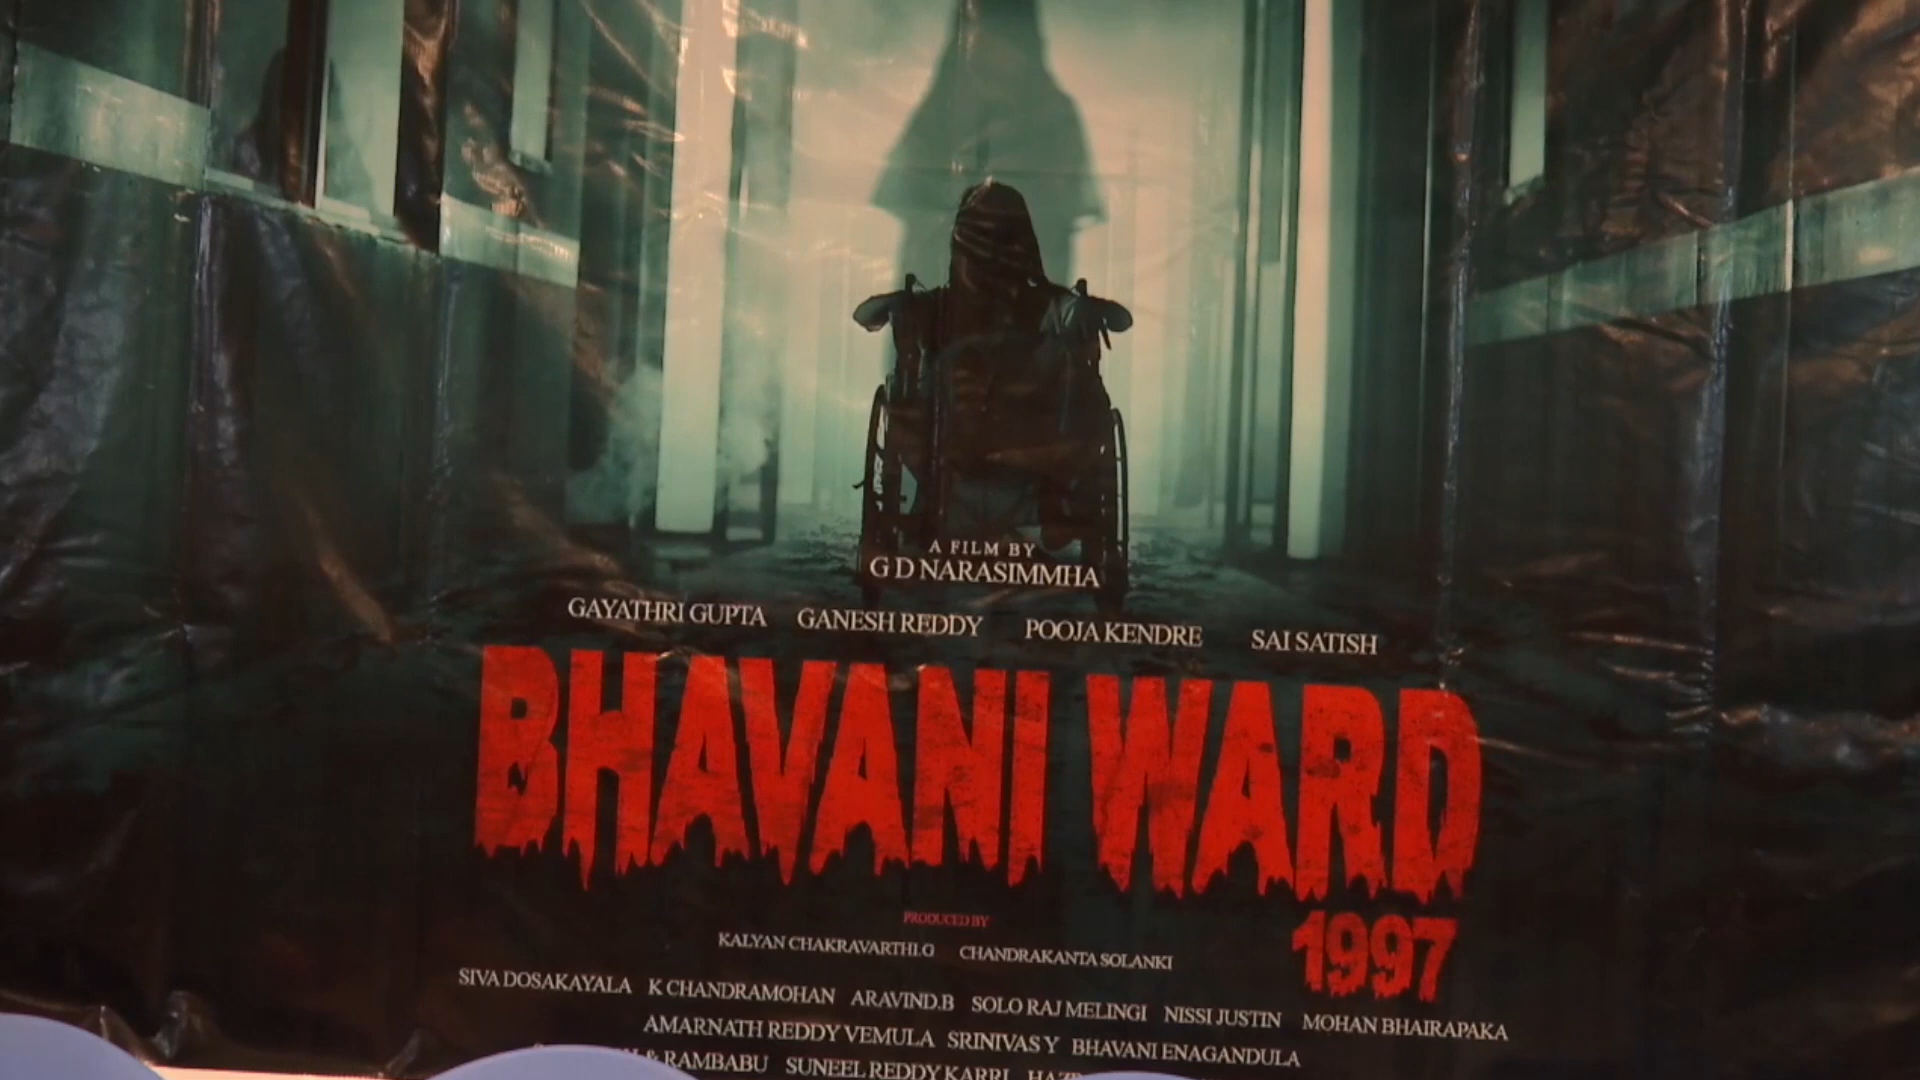 A FILM BY
G D NARASIMMHA
GAYATHRI GUPTA GANESH REDDY POOJA KENDRE SAI SATISH
BHAVANI WARD
1997
PRODUCED BY
KALYAN CHAKRAVARTHI.G CHANDRAKANTA SOLANKI
SIVA DOSAKAYALA K CHANDRAMOHAN ARAVIND.B SOLO RAJ MELINGI NISSI JUSTIN MOHAN BHAIRAPAKA
AMARNATH REDDY VEMULA SRINIVAS Y BHAVANI ENAGANDULA
& RAMBABU SUNEEL REDDY KARRI